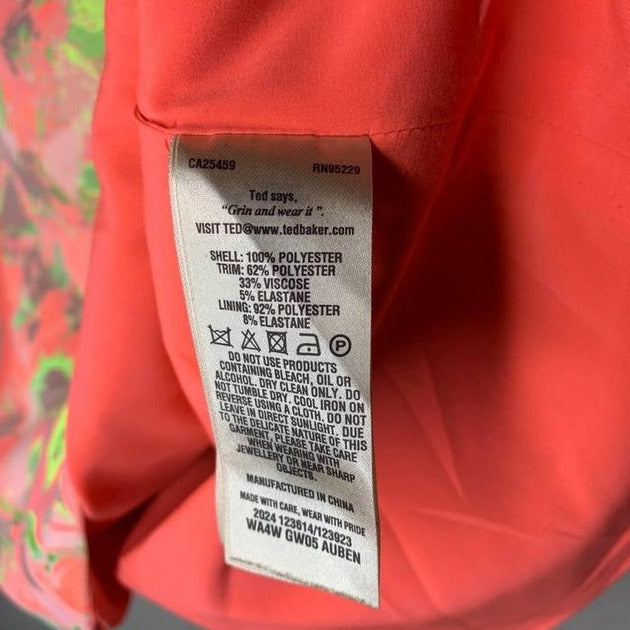 CA25459 RN95229
Ted says,
"Grin and wear it".
VISIT TED@www.tedbaker.com
SHELL: 100% POLYESTER
TRIM: 62% POLYESTER
33% VISCOSE
5% ELASTANE
LINING: 92% POLYESTER
8% ELASTANE
P
DO NOT USE PRODUCTS
CONTAINING BLEACH, OIL OR
ALCOHOL. DRY CLEAN ONLY. DO
NOT TUMBLE DRY. COOL IRON ON
REVERSE USING A CLOTH. DO NOT
LEAVE IN DIRECT SUNLIGHT. DUE
TO THE DELICATE NATURE OF THIS
GARMENT, PLEASE TAKE CARE
WHEN WEARING WITH
JEWELLERY OR NEAR SHARP
OBJECTS.
MANUFACTURED IN CHINA
MADE WITH CARE, WEAR WITH PRIDE
2024 123614/123923
WA4W GW05 AUBEN